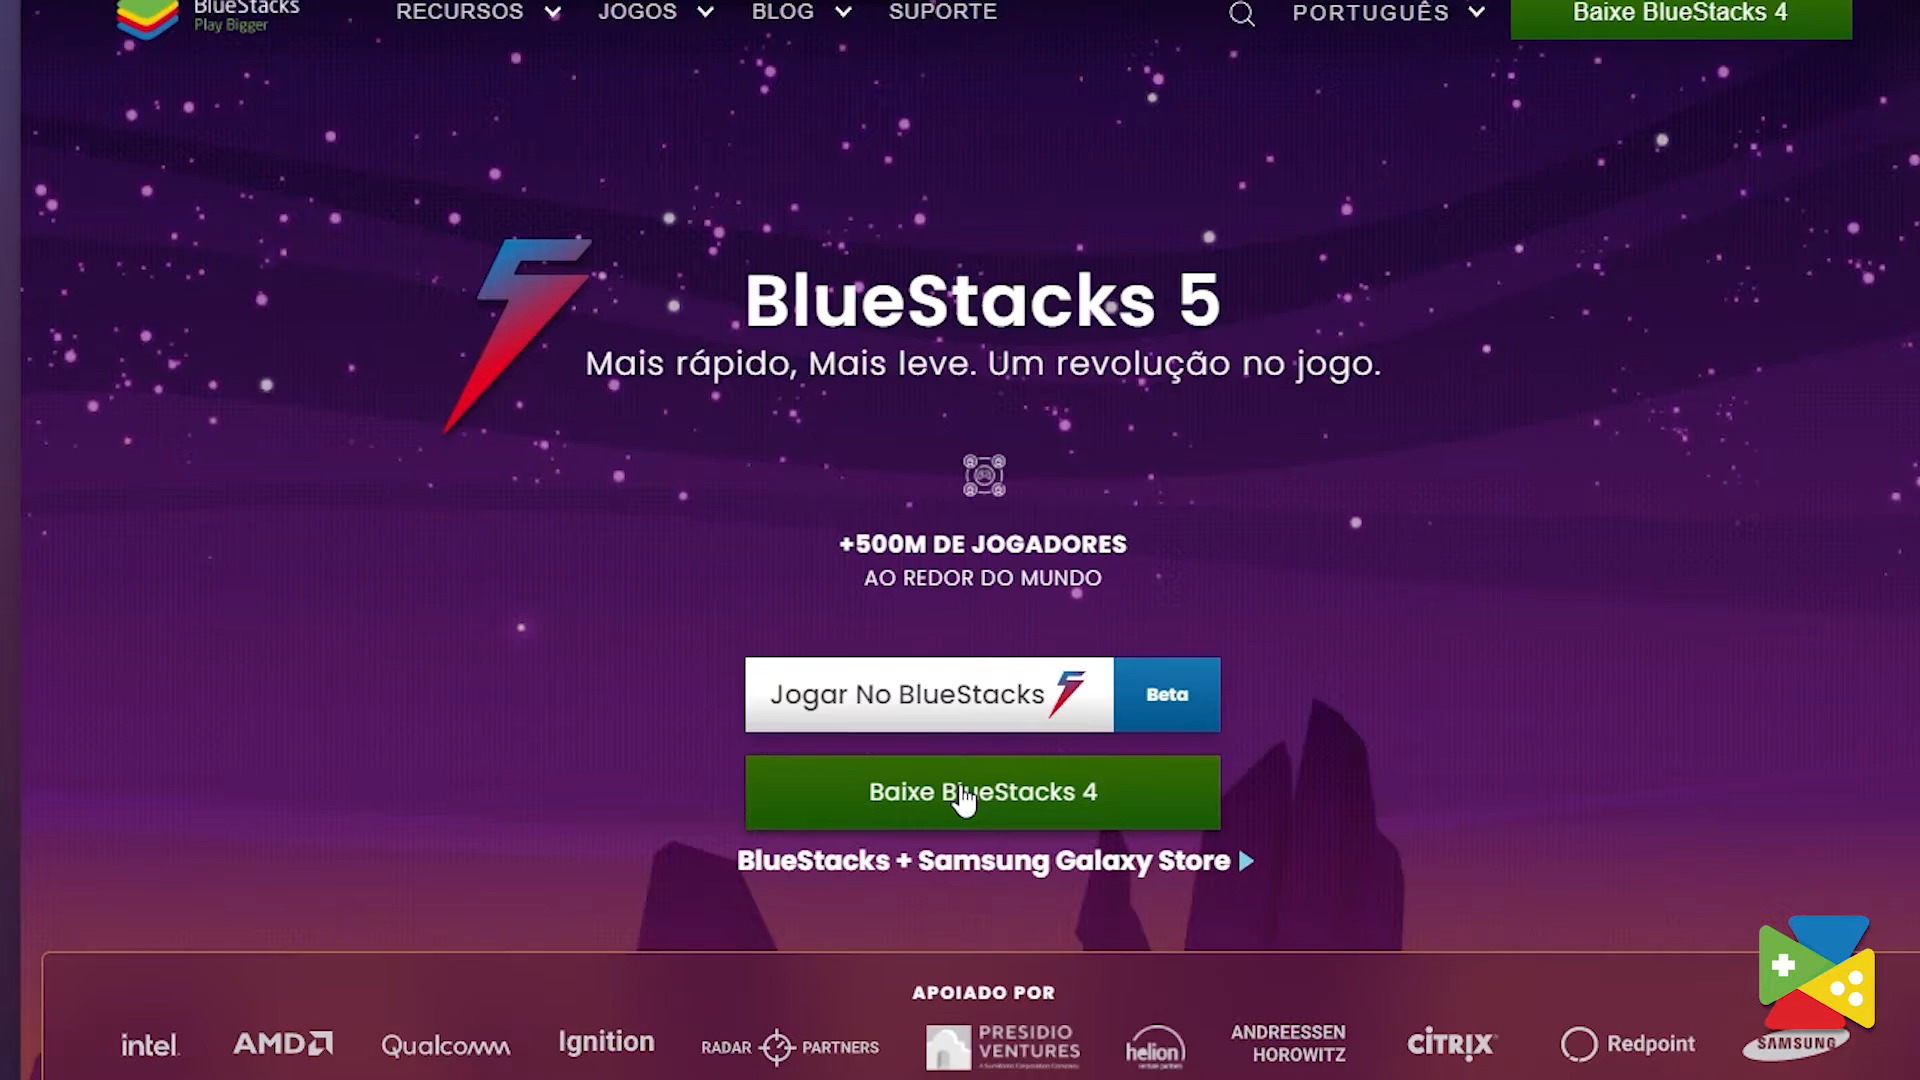 BlueStacks
Play Bigger
RECURSOS
JOGOS
BLOG
SUPORTE
PORTUGUÊS
Baixe BlueStacks 4
BlueStacks 5
Mais rápido, Mais leve. Um revolução no jogo.
+500M DE JOGADORES
AO REDOR DO MUNDO
Jogar No BlueStacks 5
Beta
Baixe BlueStacks 4
BlueStacks + Samsung Galaxy Store
APOIADO POR
intel.
AMD
Qualcomm
Ignition
RADAR PARTNERS
PRESIDIO
VENTURES
helion
ANDREESSEN
HOROWITZ
CITRIX
Redpoint
SAMSUNG